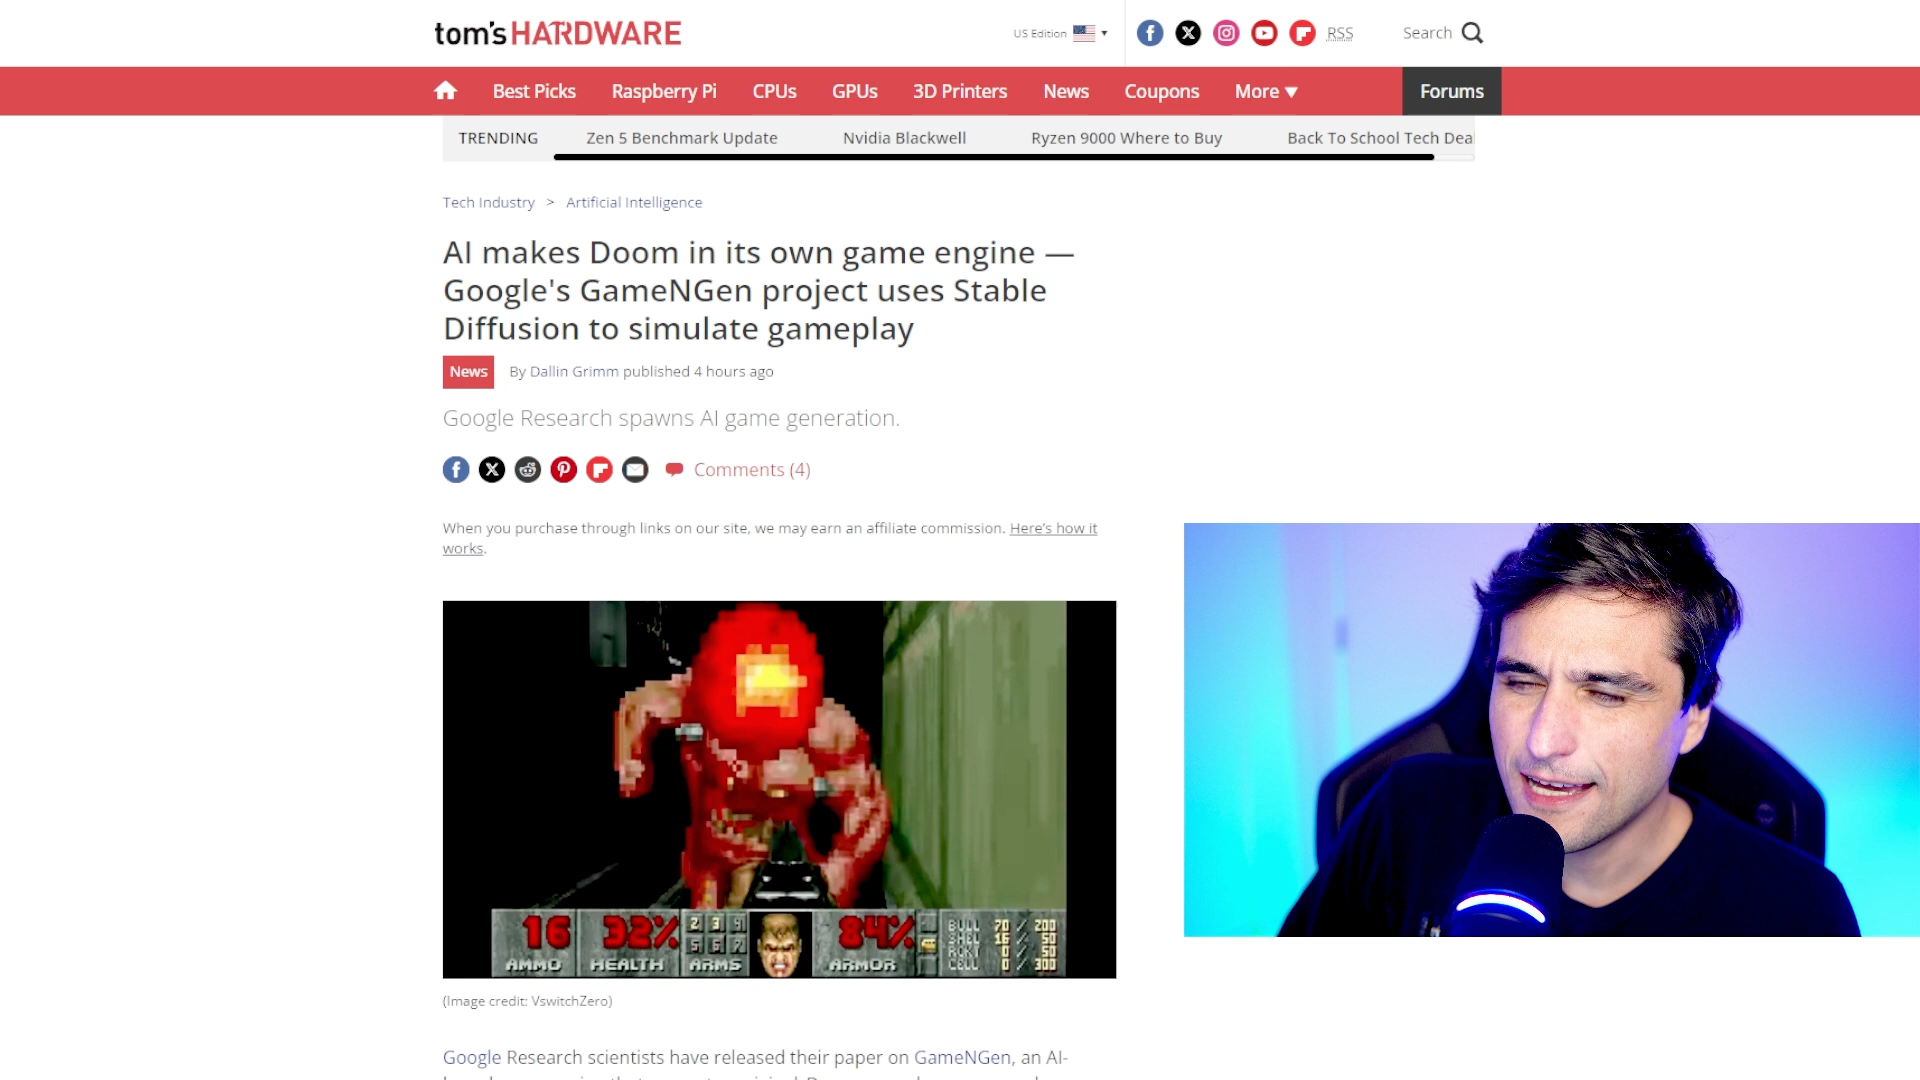 tom's HARDWARE
US Edition
RSS
Search
Best Picks
Raspberry Pi
CPUs
GPUs
3D Printers
News
Coupons
More
Forums
TRENDING
Zen 5 Benchmark Update
Nvidia Blackwell
Ryzen 9000 Where to Buy
Back To School Tech Dea
Tech Industry > Artificial Intelligence
AI makes Doom in its own game engine —
Google's GameNGen project uses Stable
Diffusion to simulate gameplay
News By Dallin Grimm published 4 hours ago
Google Research spawns AI game generation.
Comments (4)
When you purchase through links on our site, we may earn an affiliate commission. Here's how it
works.
16 32% 2 3 4 84% BULL 70 / 200
5 6 7 SHEL 16 / 50
RCKT 0 / 50
AMMO HEALTH ARMS ARMOR CELL 0 / 300
(Image credit: VswitchZero)
Google Research scientists have released their paper on GameNGen, an AI-